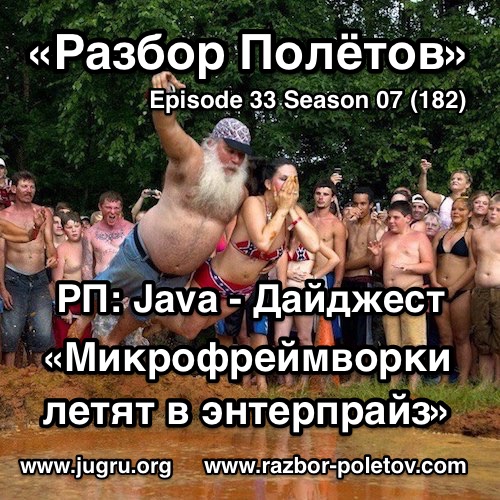 «Разбор Полётов»
Episode 33 Season 07 (182)
РП: Java - Дайджест
«Микрофреймворки
летят в энтерпрайз»
www.jugru.org www.razbor-poletov.com